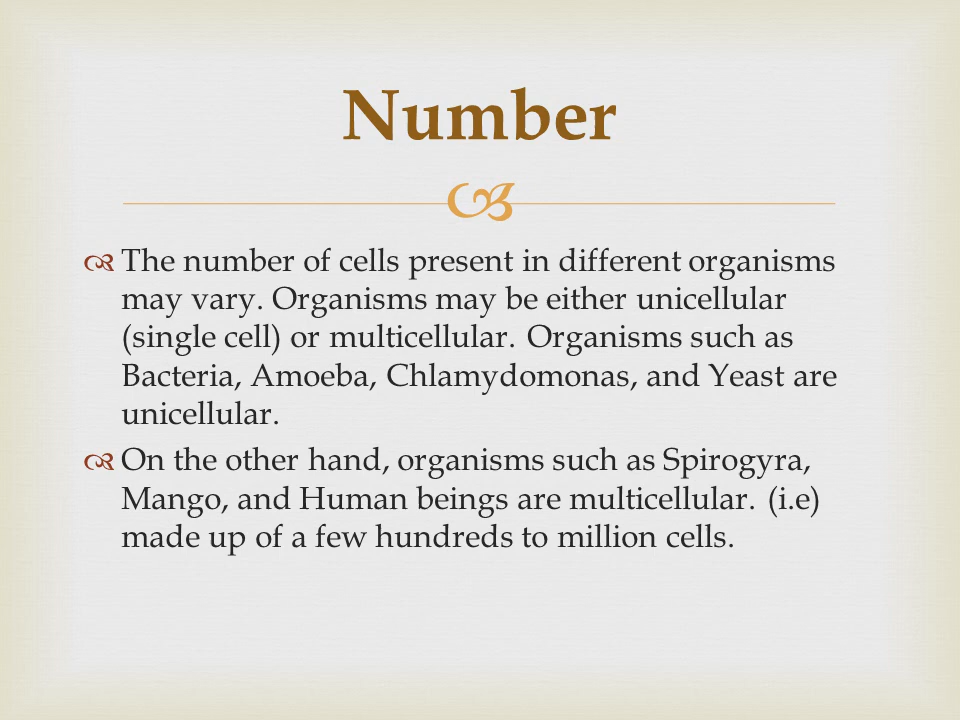 Number
The number of cells present in different organisms
may vary. Organisms may be either unicellular
(single cell) or multicellular. Organisms such as
Bacteria, Amoeba, Chlamydomonas, and Yeast are
unicellular.
On the other hand, organisms such as Spirogyra,
Mango, and Human beings are multicellular. (i.e)
made up of a few hundreds to million cells.